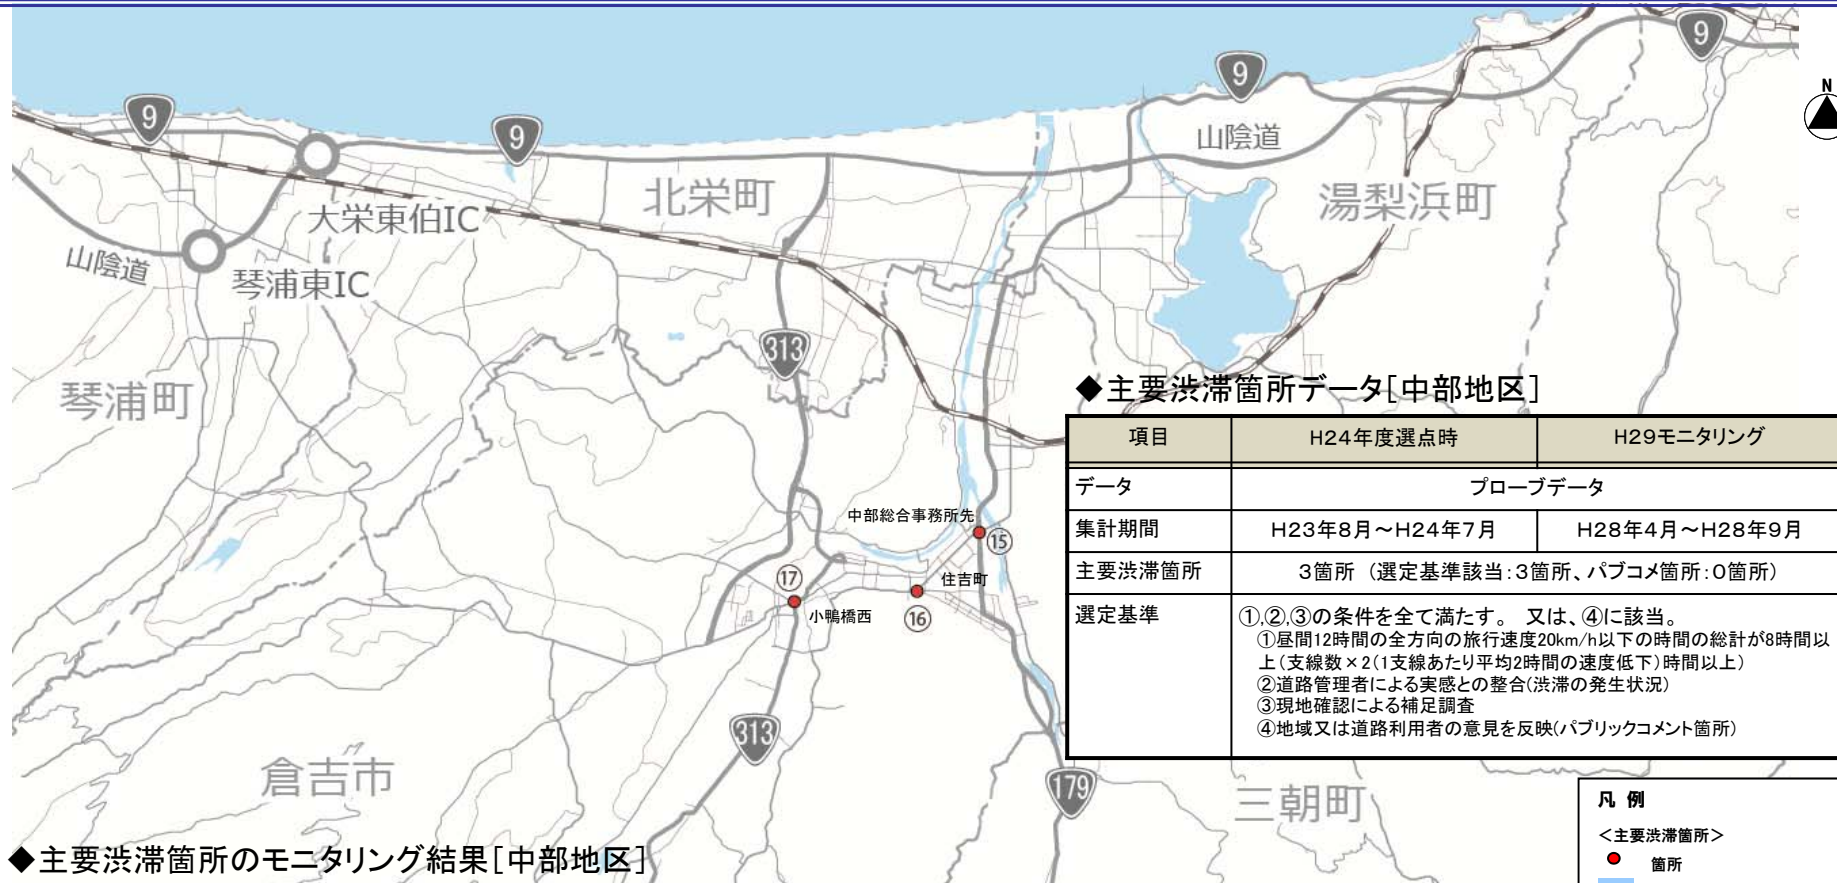 9
9
9
9
N
山陰道
北栄町
湯梨浜町
大栄東伯IC
山陰道
琴浦東IC
313
琴浦町
◆主要渋滞箇所データ[中部地区]
項目 H24年度選点時 H29モニタリング
データ プローブデータ
集計期間 H23年8月～H24年7月 H28年4月～H28年9月
主要渋滞箇所 3箇所（選定基準該当:3箇所、パブコメ箇所:0箇所）
選定基準 ①,②,③の条件を全て満たす。 又は、④に該当。
①昼間12時間の全方向の旅行速度20km/h以下の時間の総計が8時間以
上(支線数×2(1支線あたり平均2時間の速度低下)時間以上)
②道路管理者による実感との整合(渋滞の発生状況)
③現地確認による補足調査
④地域又は道路利用者の意見を反映(パブリックコメント箇所)
中部総合事務所先
⑮
住吉町
⑯
⑰
小鴨橋西
313
179
倉吉市
三朝町
凡 例
＜主要渋滞箇所＞
箇所
◆主要渋滞箇所のモニタリング結果[中部地区]